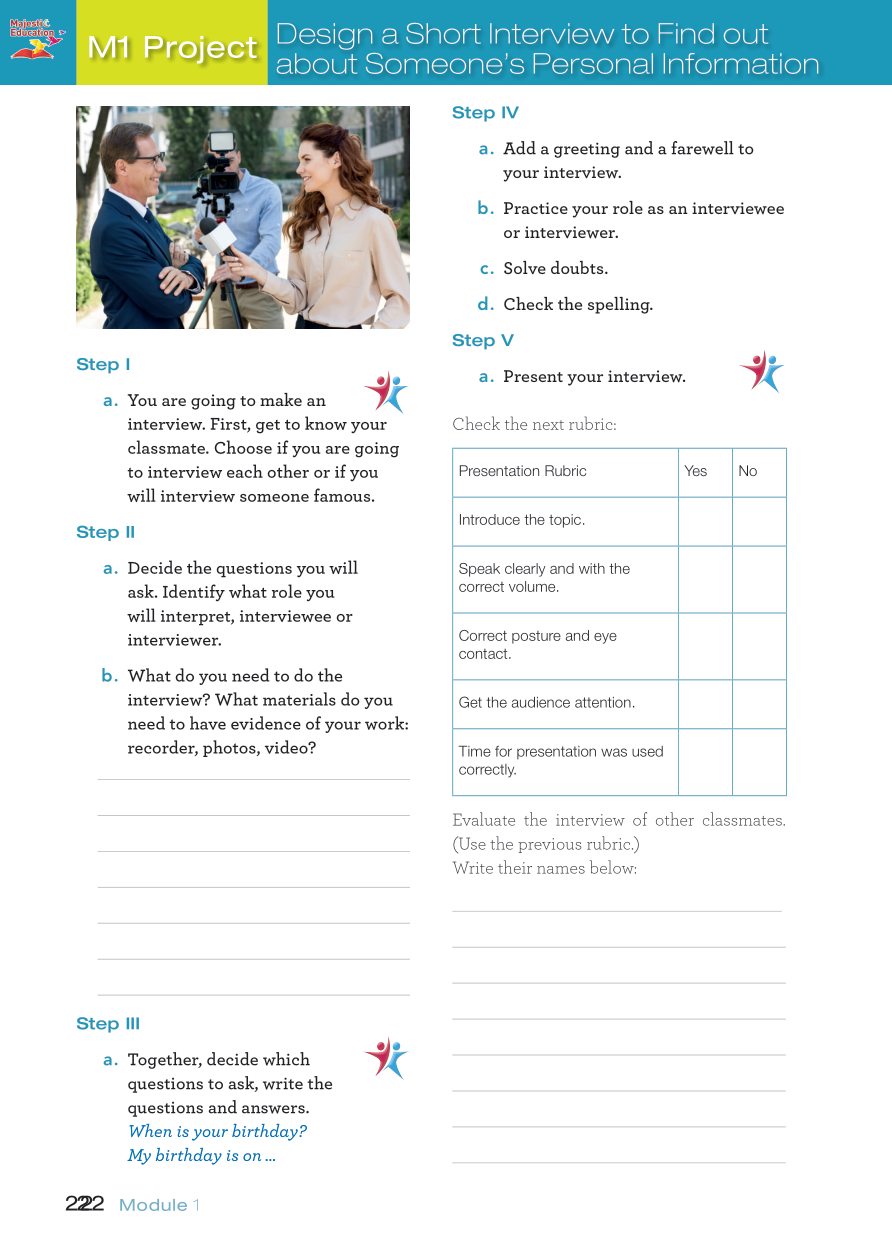 Majestic
Education
M1 Project
Design a Short Interview to Find out
about Someone's Personal Information
Step I
a. You are going to make an
interview. First, get to know your
classmate. Choose if you are going
to interview each other or if you
will interview someone famous.
Step II
a. Decide the questions you will
ask. Identify what role you
will interpret, interviewee or
interviewer.
b. What do you need to do the
interview? What materials do you
need to have evidence of your work:
recorder, photos, video?
Step III
a. Together, decide which
questions to ask, write the
questions and answers.
When is your birthday?
My birthday is on ...
Step IV
a. Add a greeting and a farewell to
your interview.
b. Practice your role as an interviewee
or interviewer.
c. Solve doubts.
d. Check the spelling.
Step V
a. Present your interview.
Check the next rubric:
Presentation Rubric Yes No
Introduce the topic.
Speak clearly and with the
correct volume.
Correct posture and eye
contact.
Get the audience attention.
Time for presentation was used
correctly.
Evaluate the interview of other classmates.
(Use the previous rubric.)
Write their names below:
Module 1